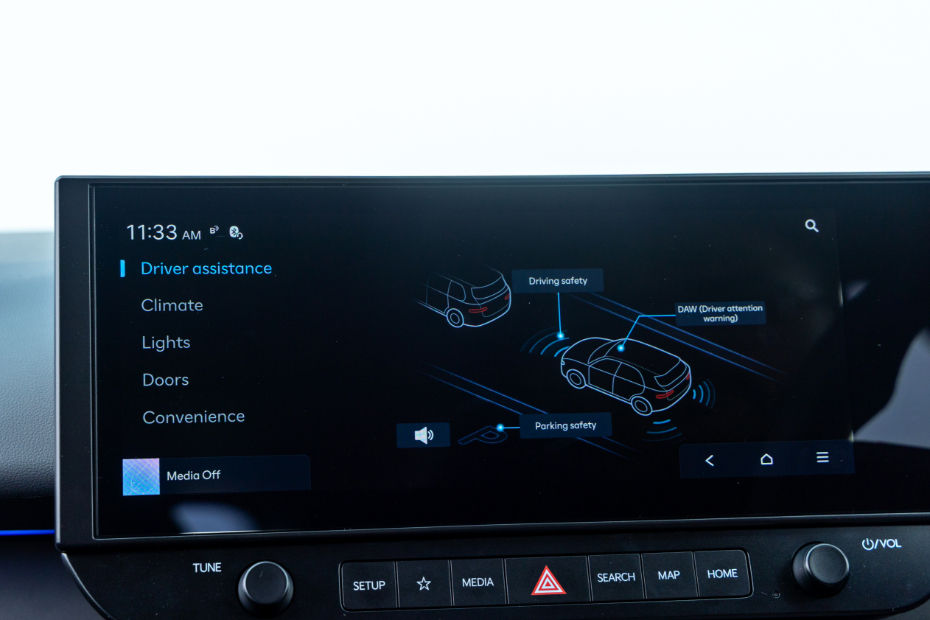 11:33 AM
Driver assistance
Climate
Lights
Doors
Convenience
Media Off
Driving safety
DAW (Driver attention
warning)
Parking safety
P
TUNE
SETUP
MEDIA
SEARCH
MAP
HOME
/VOL